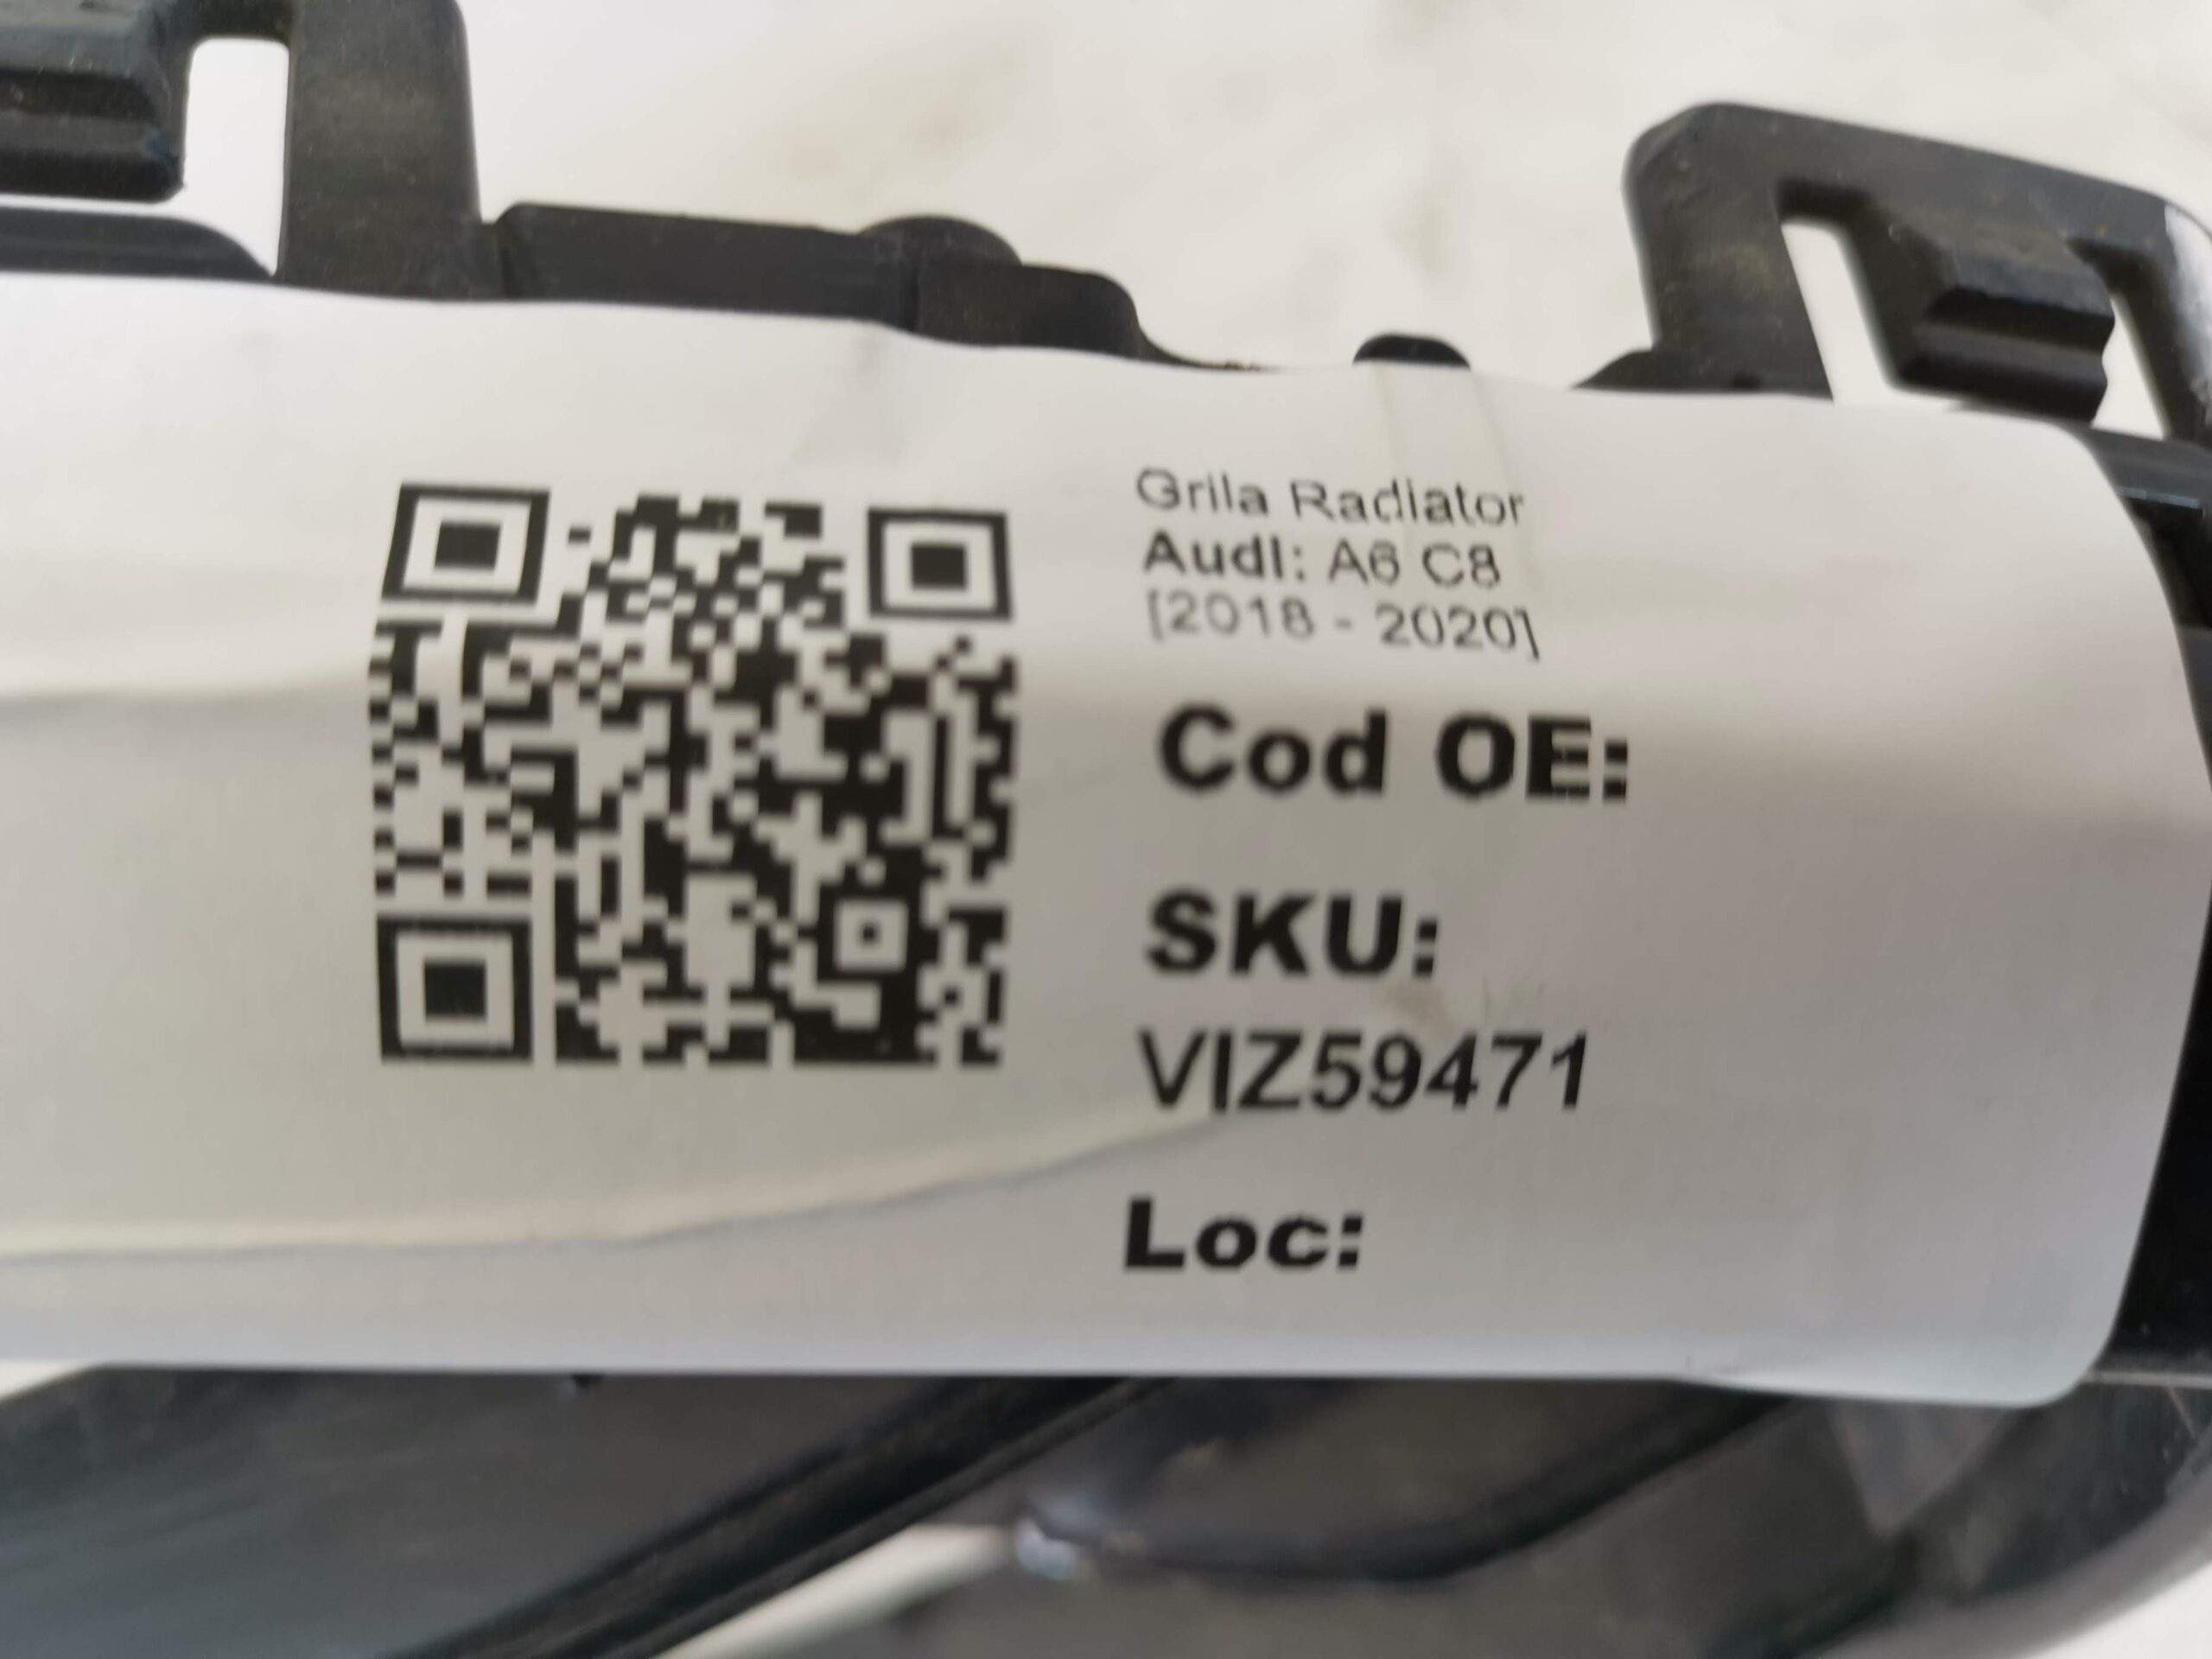 Grila Radiator
Audi: A6 C8
[2018 - 2020]
Cod OE:
SKU:
VIZ59471
Loc: